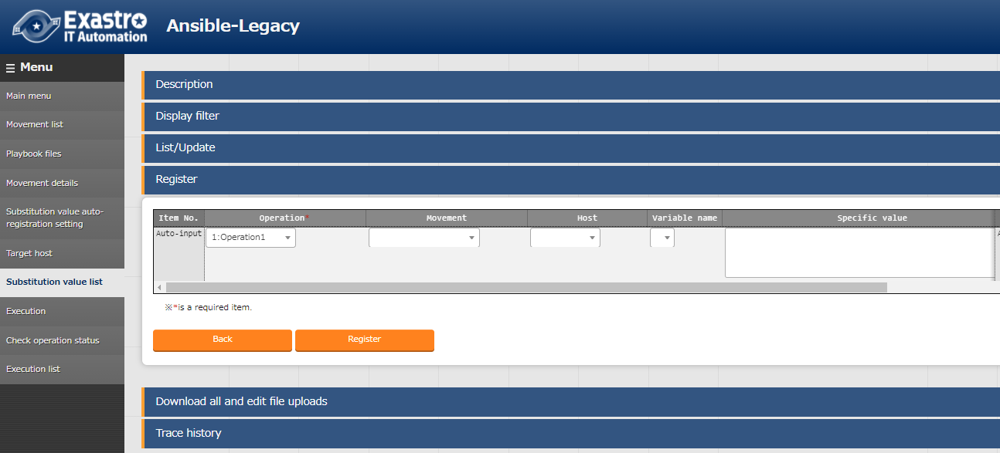 Exastro
IT Automation
Ansible-Legacy
Menu
Main menu
Movement list
Playbook files
Movement details
Substitution value auto-
registration setting
Target host
Substitution value list
Execution
Check operation status
Execution list
Description
Display filter
List/Update
Register
Item No. Operation* Movement Host Variable name Specific value
Auto-input 1:Operation1
※*is a required item.
Back Register
Download all and edit file uploads
Trace history